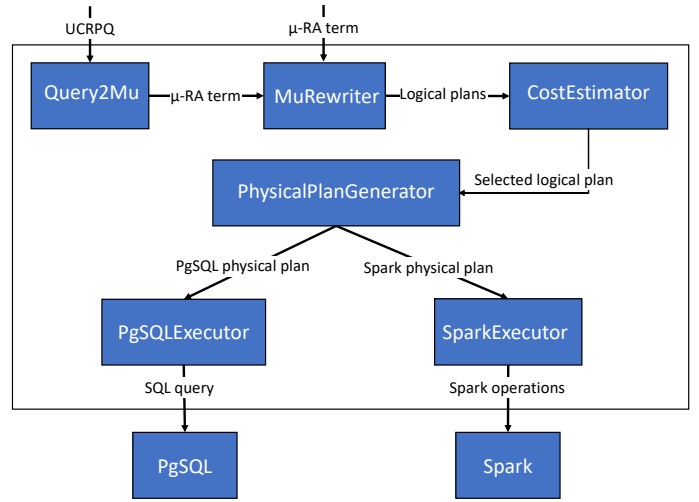 UCRPQ
μ-RA term
Query2Mu
μ-RA term
MuRewriter
Logical plans
CostEstimator
Selected logical plan
PhysicalPlanGenerator
PgSQL physical plan
Spark physical plan
PgSQLExecutor
SparkExecutor
SQL query
Spark operations
PgSQL
Spark